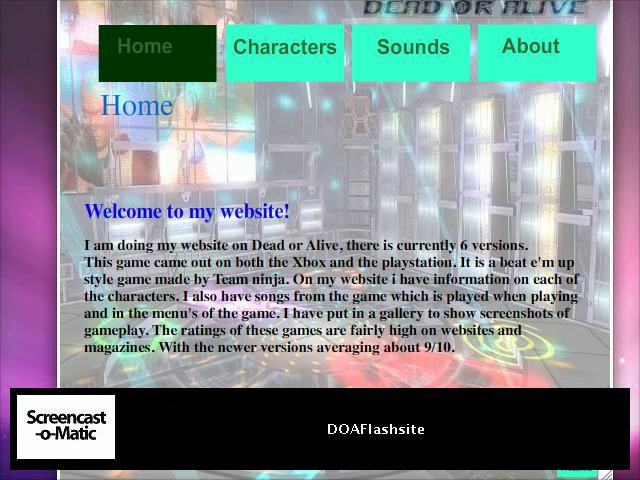 DEAD OR ALIVE
Home
Characters
Sounds
About
Home
Welcome to my website!
I am doing my website on Dead or Alive, there is currently 6 versions.
This game came out on both the Xbox and the playstation. It is a beat e'm up
style game made by Team ninja. On my website i have information on each of
the characters. I also have songs from the game which is played when playing
and in the menu's of the game. I have put in a gallery to show screenshots of
gameplay. The ratings of these games are fairly high on websites and
magazines. With the newer versions averaging about 9/10.
Screencast
-o-Matic
DOAFlashsite